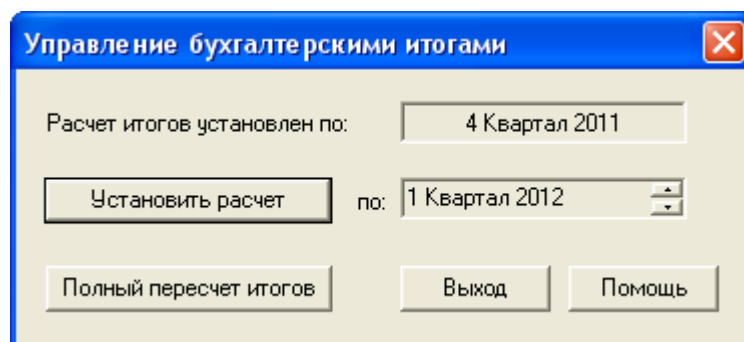 Управление бухгалтерскими итогами
Расчет итогов установлен по: 4 Квартал 2011
Установить расчет по: 1 Квартал 2012
Полный пересчет итогов Выход Помощь